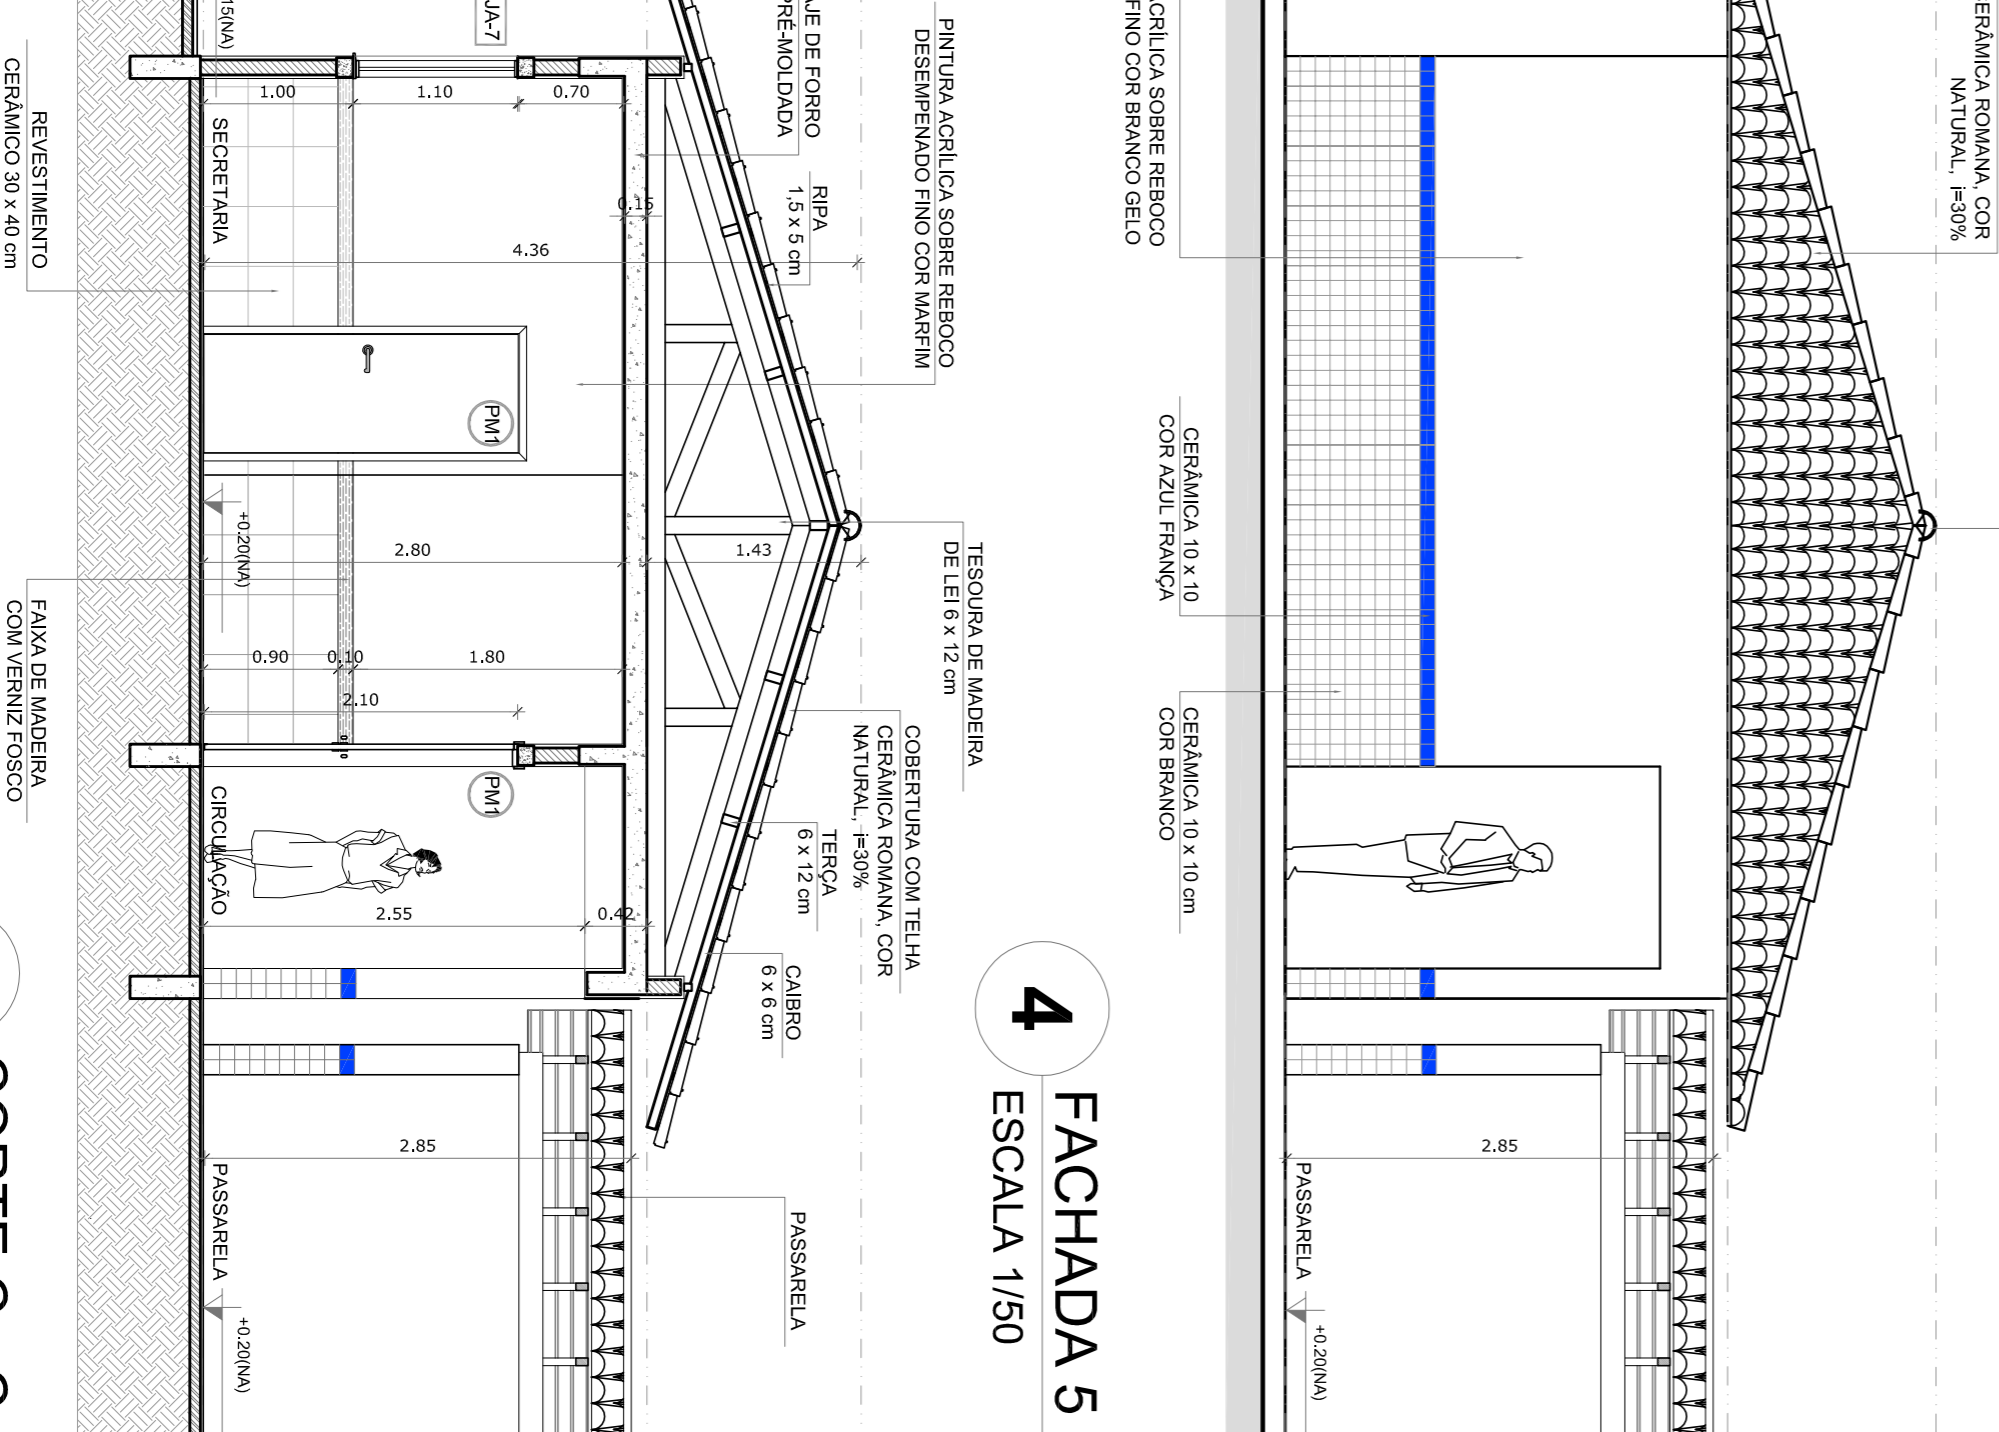 CERÂMICA ROMANA, COR
NATURAL, i=30%
ACRÍLICA SOBRE REBOCO
FINO COR BRANCO GELO
CERÂMICA 10 x 10
COR AZUL FRANÇA
CERÂMICA 10 x 10 cm
COR BRANCO
2.85
PASSARELA
+0.20(NA)
4
FACHADA 5
ESCALA 1/50
PINTURA ACRÍLICA SOBRE REBOCO
DESEMPENADO FINO COR MARFIM
TESOURA DE MADEIRA
DE LEI 6 x 12 cm
COBERTURA COM TELHA
CERÂMICA ROMANA, COR
NATURAL, i=30%
LAJE DE FORRO
PRÉ-MOLDADA
RIPA
1,5 x 5 cm
TERÇA
6 x 12 cm
CAIBRO
6 x 6 cm
PASSARELA
JA-7
1.00
1.10
0.70
0.15
4.36
1.43
2.80
0.90
0.10
1.80
2.10
2.55
0.42
2.85
PM1
PM1
15(NA)
SECRETARIA
+0.20(NA)
CIRCULAÇÃO
PASSARELA
+0.20(NA)
REVESTIMENTO
CERÂMICO 30 x 40 cm
FAIXA DE MADEIRA
COM VERNIZ FOSCO